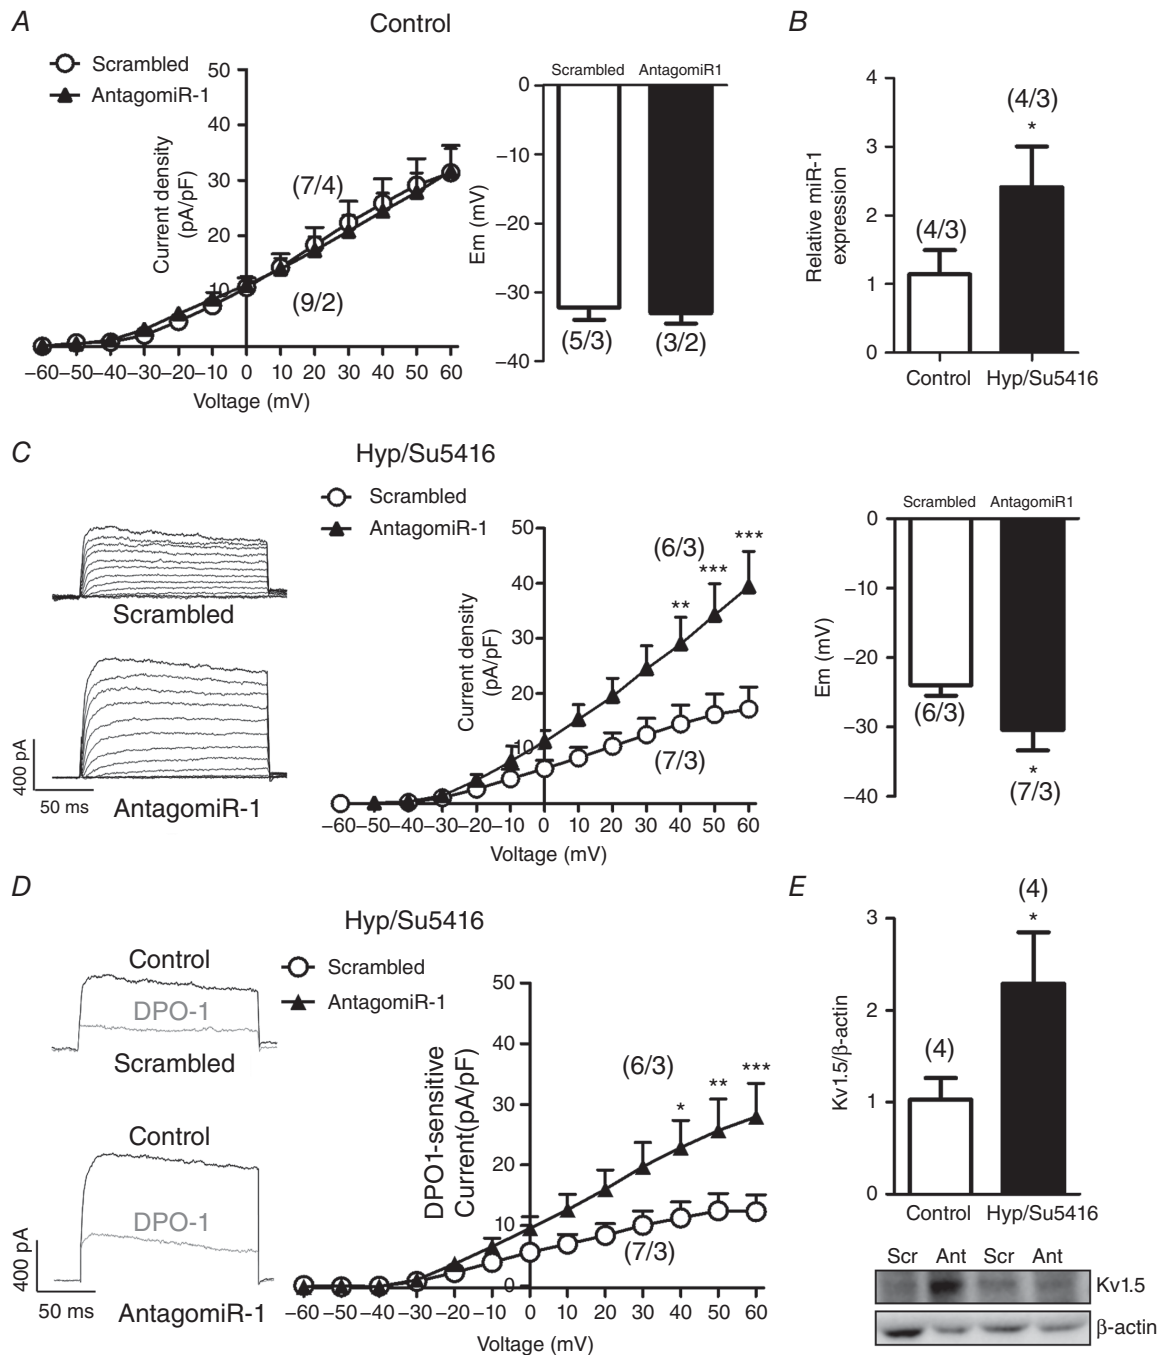 A
Control
Scrambled
AntagomiR-1
Current density
(pA/pF)
50
40
30
20
10
(7/4)
(9/2)
−60 −50 −40 −30 −20 −10 0 10 20 30 40 50 60
Voltage (mV)
Scrambled AntagomiR1
Em (mV)
0
−10
−20
−30
−40
(5/3) (3/2)
B
Relative miR-1
expression
4
3
2
1
0
(4/3)
(4/3)
*
Control Hyp/Su5416
C
Hyp/Su5416
Scrambled
AntagomiR-1
Scrambled
400 pA
50 ms
AntagomiR-1
Current density
(pA/pF)
50
40
30
20
10
(6/3)
** *** ***
(7/3)
−60 −50 −40 −30 −20 −10 0 10 20 30 40 50 60
Voltage (mV)
Scrambled AntagomiR1
Em (mV)
0
−10
−20
−30
−40
(6/3)
*
(7/3)
D
Hyp/Su5416
Scrambled
AntagomiR-1
Control
DPO-1
Scrambled
Control
DPO-1
400 pA
50 ms
AntagomiR-1
DPO1-sensitive
Current(pA/pF)
50
40
30
20
10
0
(6/3)
* ** ***
(7/3)
−60 −50 −40 −30 −20 −10 0 10 20 30 40 50 60
Voltage (mV)
E
Kv1.5/β-actin
3
2
1
0
(4)
(4)
*
Control Hyp/Su5416
Scr Ant Scr Ant
Kv1.5
β-actin